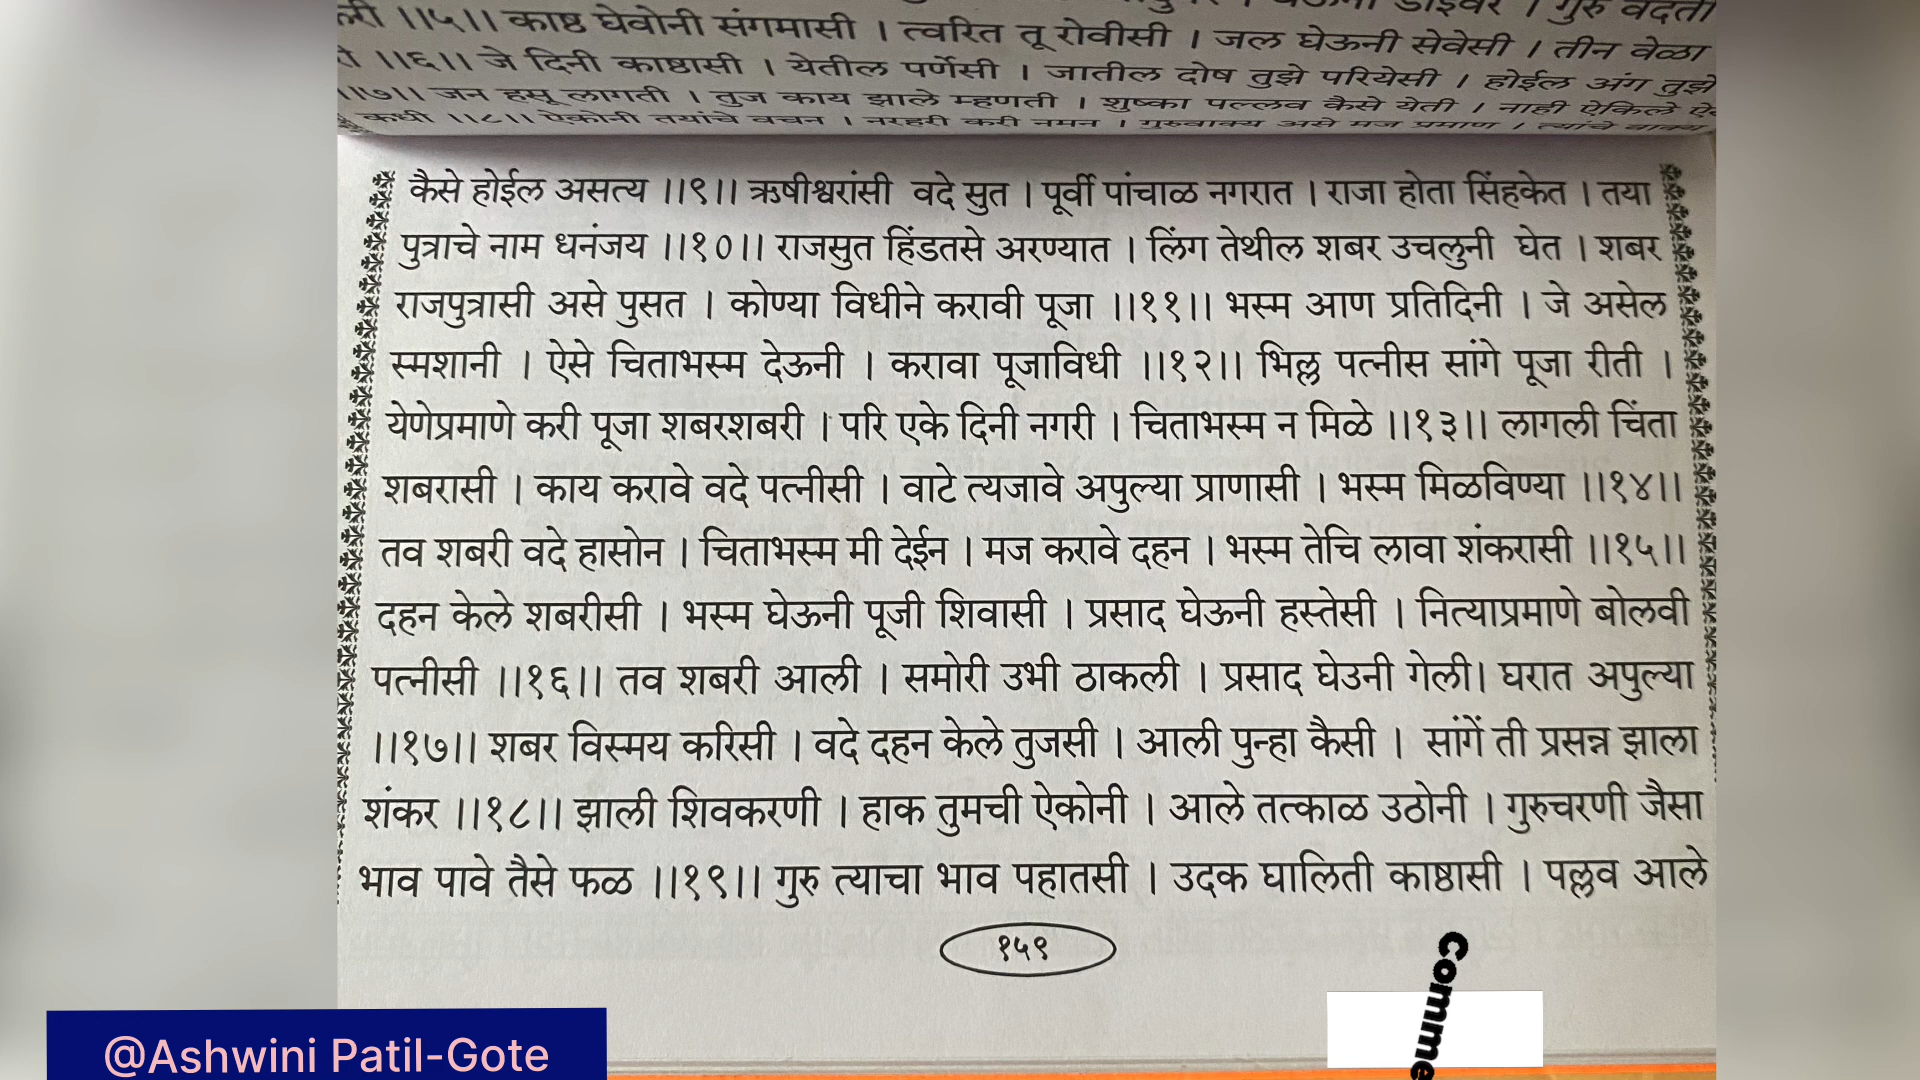 करी ।।५।। काष्ठ घेवोनी संगमासी । त्वरित तू रोवीसी । जल घेऊनी सेवेसी । तीन वेळा
।।६।। जे दिनी काष्ठासी । येतील पर्णेसी । जातील दोष तुझे परियेसी । होईल अंग तुझे
।।७।। जन हसू लागती । तुज काय झाले म्हणती । शुष्का पल्लव कैसे येती । नाही ऐकिले
कधी ।।८।। ऐकोनी तयांचे वचन । नरहरी करी नमन । गुरुवाक्य असे मज प्रमाण । त्यांचे वाक्य
कैसे होईल असत्य ।।९।। ऋषीश्वरांसी वदे सुत । पूर्वी पांचाळ नगरात । राजा होता सिंहकेत । तया
पुत्राचे नाम धनंजय ।।१०।। राजसुत हिंडतसे अरण्यात । लिंग तेथील शबर उचलुनी घेत । शबर
राजपुत्रासी असे पुसत । कोण्या विधीने करावी पूजा ।।११।। भस्म आण प्रतिदिनी । जे असेल
स्मशानी । ऐसे चिताभस्म देऊनी । करावा पूजाविधी ।।१२।। भिल्ल पत्नीस सांगे पूजा रीती ।
येणेप्रमाणे करी पूजा शबरशबरी । परि एके दिनी नगरी । चिताभस्म न मिळे ।।१३।। लागली चिंता
शबरासी । काय करावे वदे पत्नीसी । वाटे त्यजावे अपुल्या प्राणासी । भस्म मिळविण्या ।।१४।।
तव शबरी वदे हासोन । चिताभस्म मी देईन । मज करावे दहन । भस्म तेचि लावा शंकरासी ।।१५।।
दहन केले शबरीसी । भस्म घेऊनी पूजी शिवासी । प्रसाद घेऊनी हस्तेसी । नित्याप्रमाणे बोलवी
पत्नीसी ।।१६।। तव शबरी आली । समोरी उभी ठाकली । प्रसाद घेउनी गेली। घरात अपुल्या
।।१७।। शबर विस्मय करिसी । वदे दहन केले तुजसी । आली पुन्हा कैसी । सांगें ती प्रसन्न झाला
शंकर ।।१८।। झाली शिवकरणी । हाक तुमची ऐकोनी । आले तत्काळ उठोनी । गुरुचरणी जैसा
भाव पावे तैसे फळ ।।१९।। गुरु त्याचा भाव पहातसी । उदक घालिती काष्ठासी । पल्लव आले
१५९
@Ashwini Patil-Gote
Comme